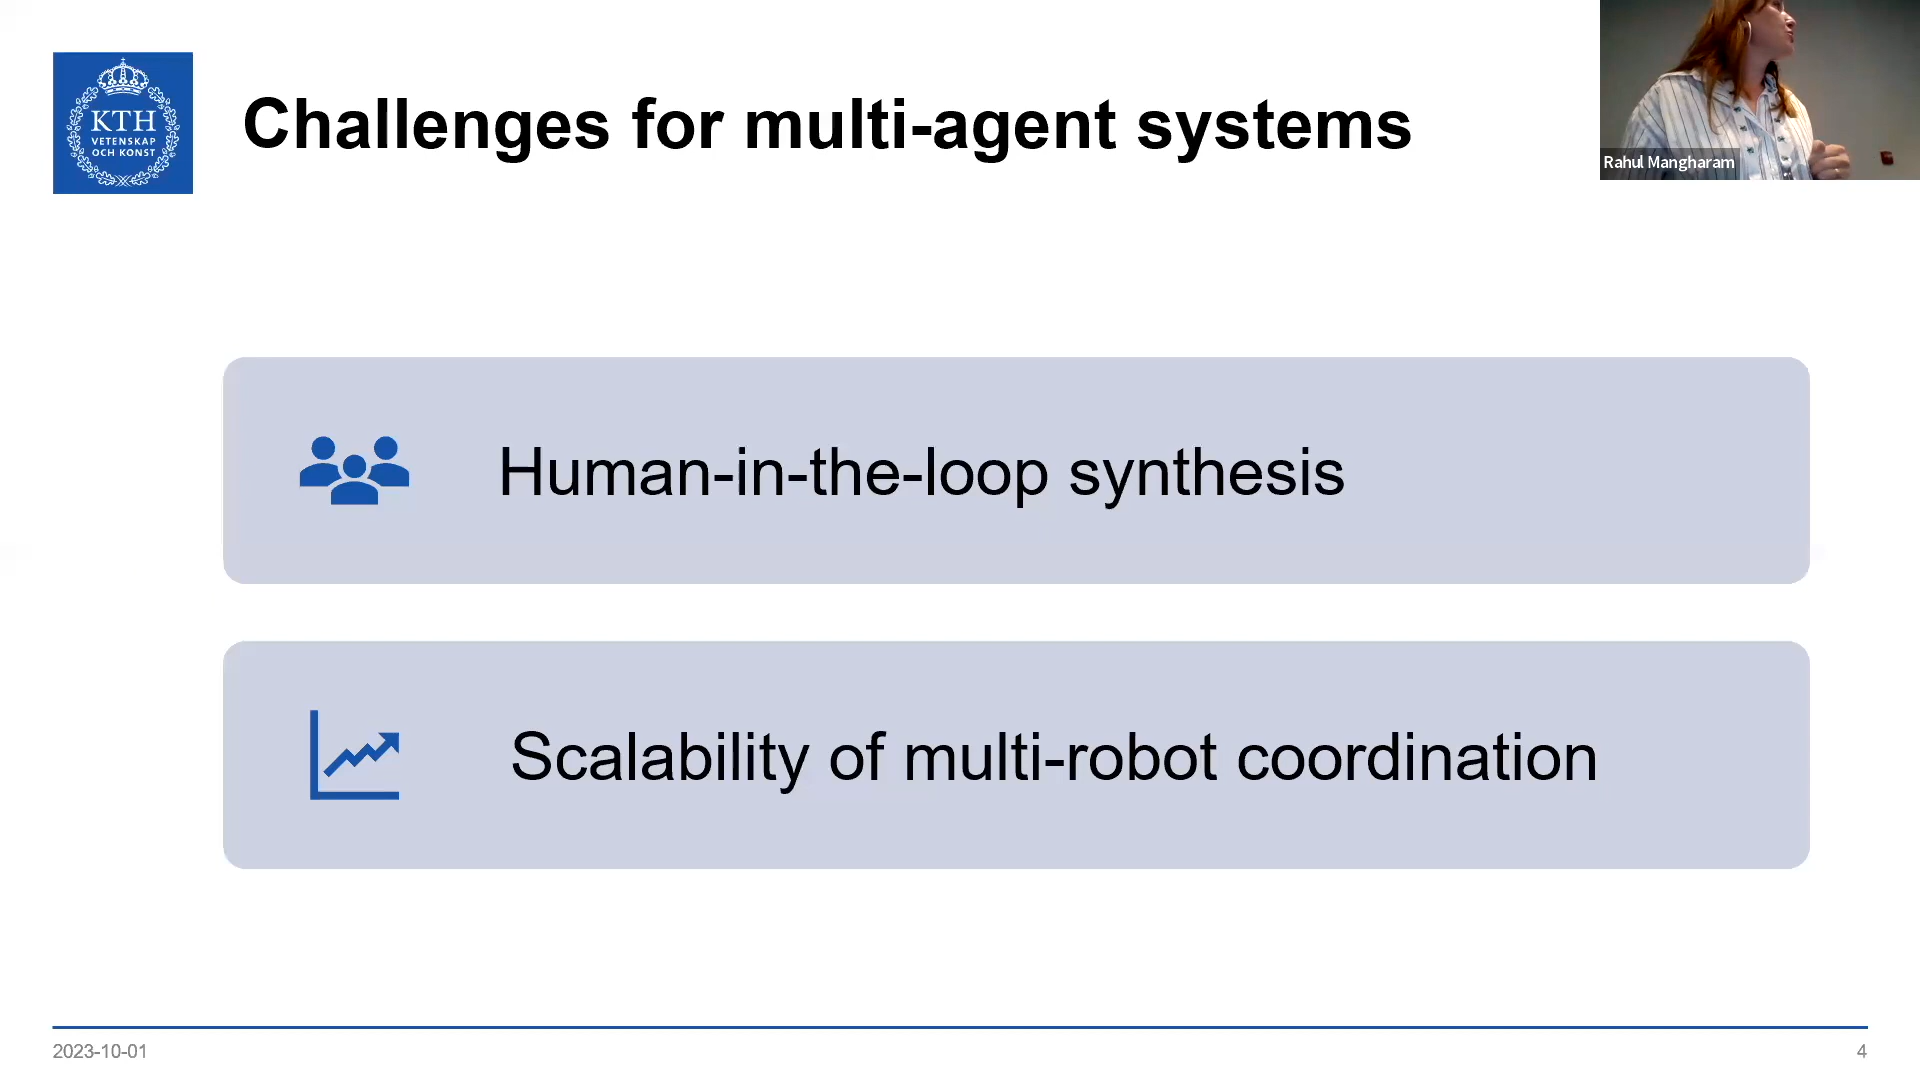 KTH
VETENSKAP
OCH KONST
Challenges for multi-agent systems
Rahul Mangharam
Human-in-the-loop synthesis
Scalability of multi-robot coordination
2023-10-01
4